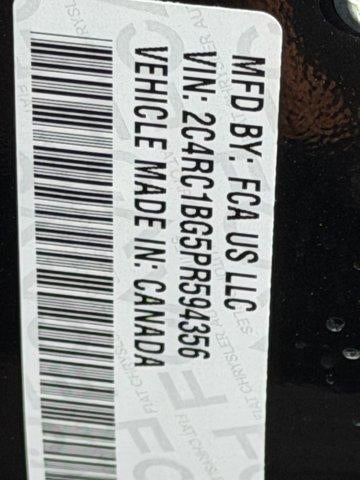 MFD BY: FCA US LLC
VIN: 2C4RC1BG5PR594356
VEHICLE MADE IN: CANADA